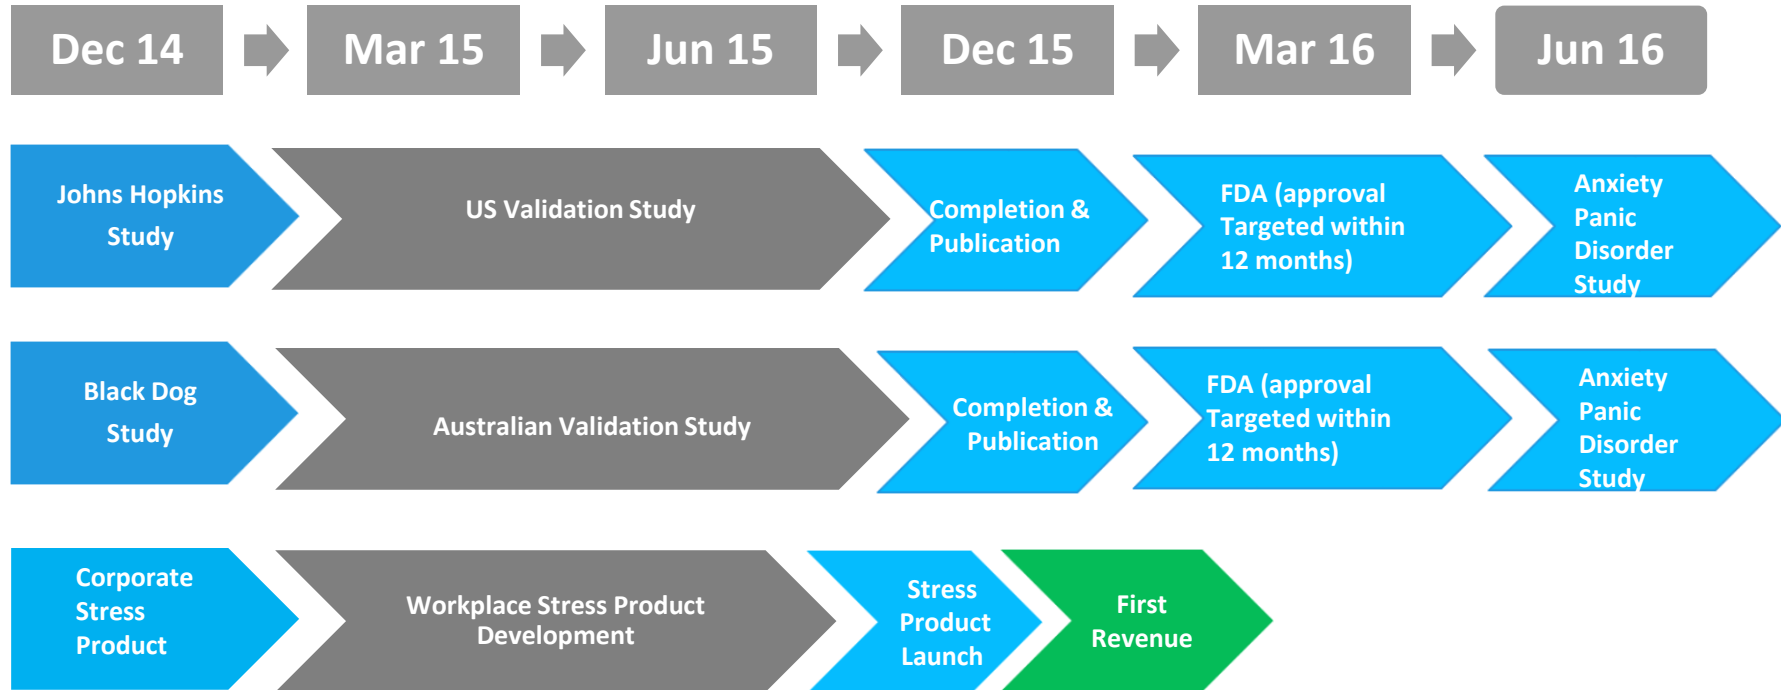 Dec 14
Mar 15
Jun 15
Dec 15
Mar 16
Jun 16
Johns Hopkins
Study
US Validation Study
Completion &
Publication
FDA (approval
Targeted within
12 months)
Anxiety
Panic
Disorder
Study
Black Dog
Study
Australian Validation Study
Completion &
Publication
FDA (approval
Targeted within
12 months)
Anxiety
Panic
Disorder
Study
Corporate
Stress
Product
Workplace Stress Product
Development
Stress
Product
Launch
First
Revenue